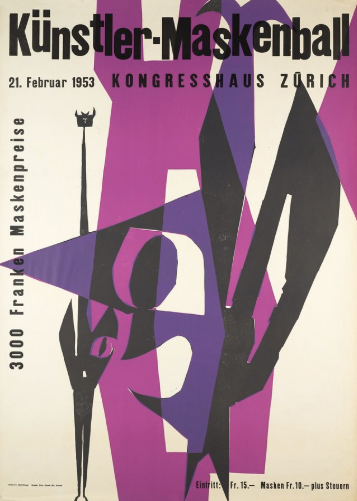 Künstler-Maskenball
21. Februar 1953 KONGRESSHAUS ZÜRICH
3000 Franken Maskenpreise
Eintritt: Fr. 15.— Masken Fr. 10.— plus Steuern